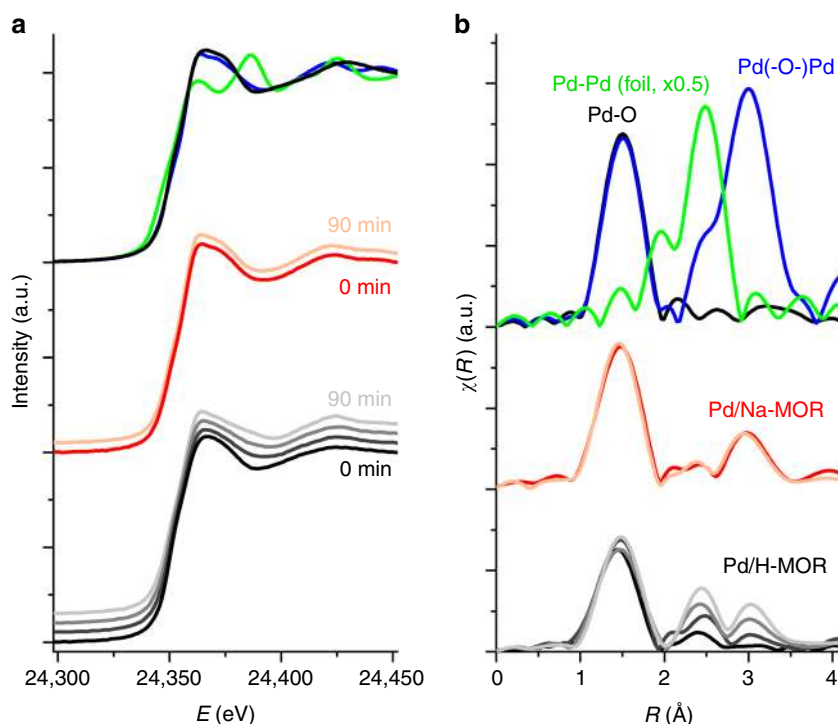 a
Intensity (a.u.)
90 min
0 min
90 min
0 min
24,300 24,350 24,400 24,450
E (eV)
b
χ(R) (a.u.)
Pd(-O-)Pd
Pd-Pd (foil, x0.5)
Pd-O
Pd/Na-MOR
Pd/H-MOR
0 1 2 3 4
R (Å)